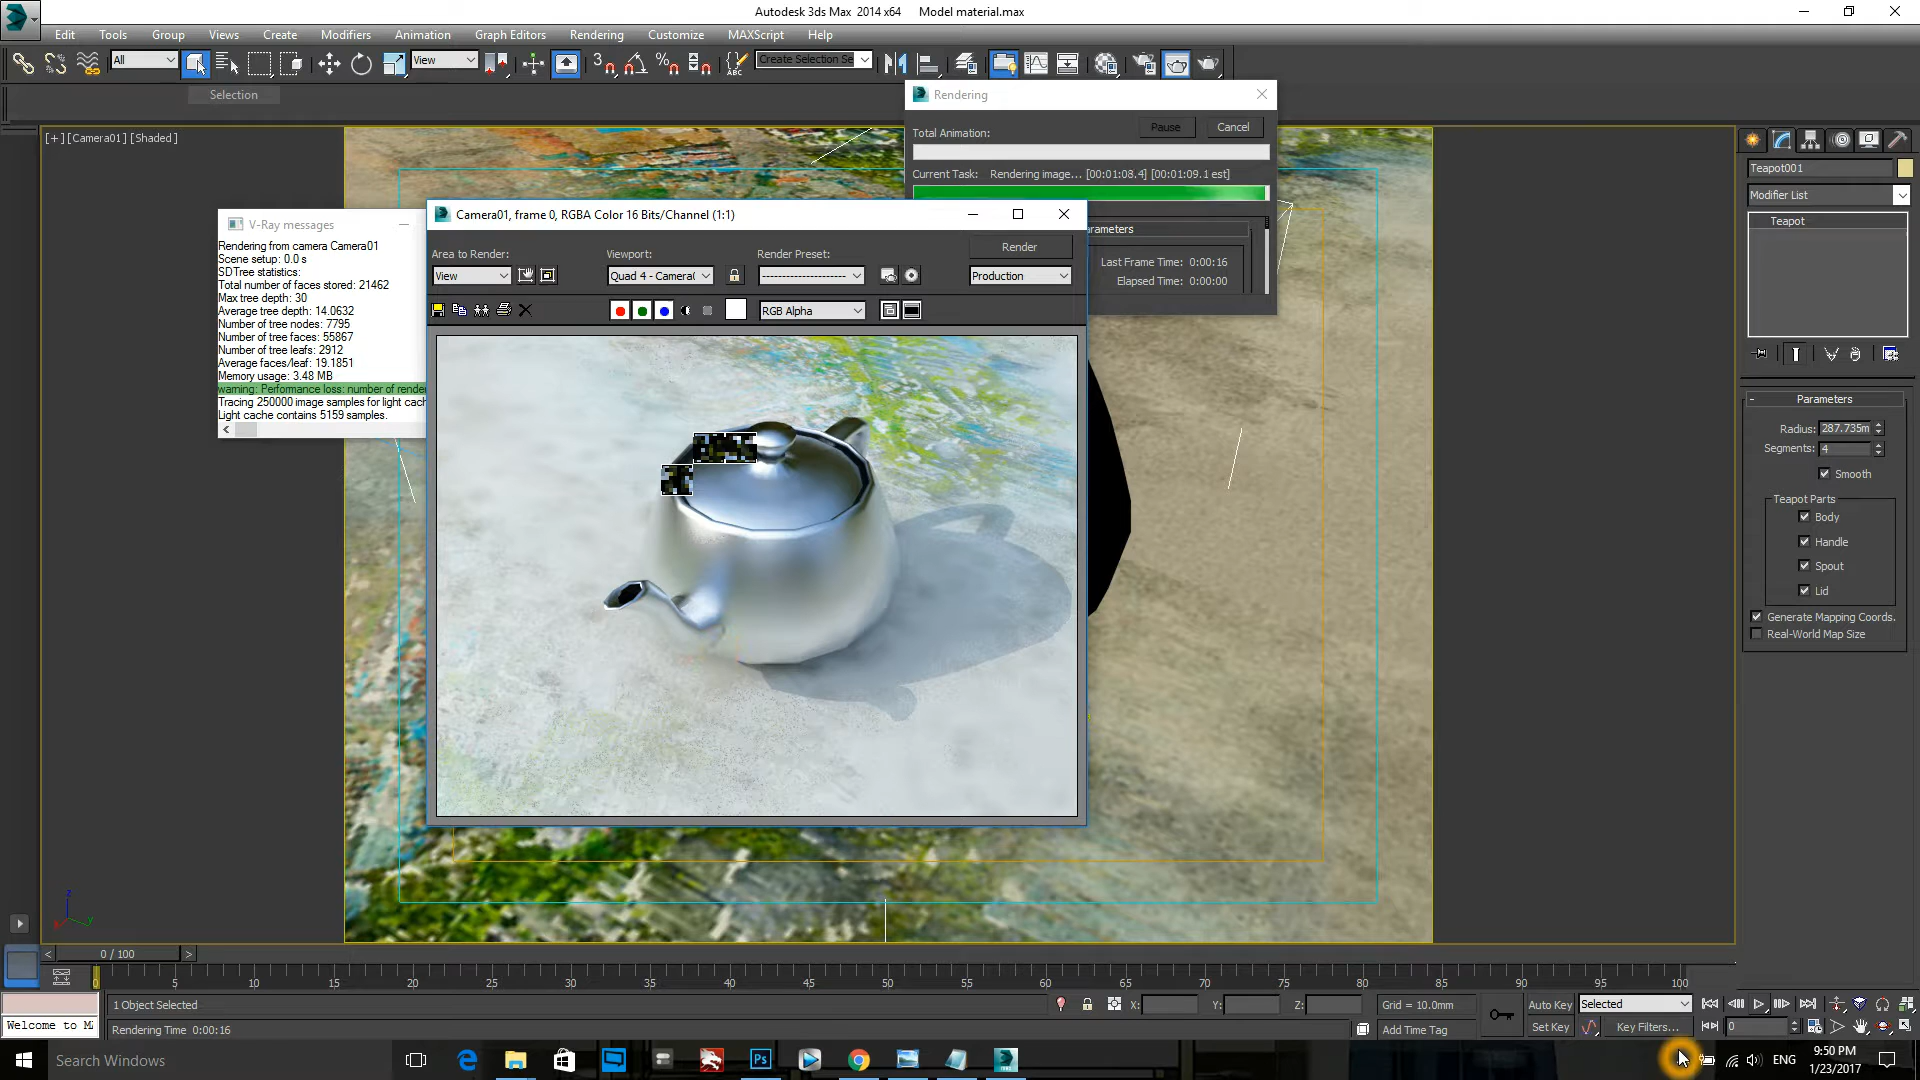 Autodesk 3ds Max 2014 x64 Model material.max
Edit Tools Group Views Create Modifiers Animation Graph Editors Rendering Customize MAXScript Help
All
View
Create Selection Se
Selection
[+][Camera01][Shaded]
Rendering
Total Animation:
Pause
Cancel
Current Task: Rendering image... [00:01:08.4] [00:01:09.1 est]
arameters
Last Frame Time: 0:00:16
Elapsed Time: 0:00:00
V-Ray messages
Rendering from camera Camera01
Scene setup: 0.0 s
SDTree statistics:
Total number of faces stored: 21462
Max tree depth: 30
Average tree depth: 14.0632
Number of tree nodes: 7795
Number of tree faces: 55867
Number of tree leafs: 2912
Average faces/leaf: 19.1851
Memory usage: 3.48 MB
warning: Performance loss: number of render
Tracing 250000 image samples for light cach
Light cache contains 5159 samples.
Camera01, frame 0, RGBA Color 16 Bits/Channel (1:1)
Area to Render:
Viewport:
Render Preset:
Render
View
Quad 4 - Camera(
--------------------
Production
RGB Alpha
Teapot001
Modifier List
Teapot
- Parameters
Radius: 287.735m
Segments: 4
Smooth
Teapot Parts
Body
Handle
Spout
Lid
Generate Mapping Coords.
Real-World Map Size
< 0 / 100 >
0 5 10 15 20 25 30 35 40 45 50 55 60 65 70 75 80 85 90 95 100
1 Object Selected
X:
Y:
Z:
Grid = 10.0mm
Auto Key
Selected
Welcome to M
Rendering Time 0:00:16
Add Time Tag
Set Key
Key Filters...
0
Search Windows
ENG
9:50 PM
1/23/2017